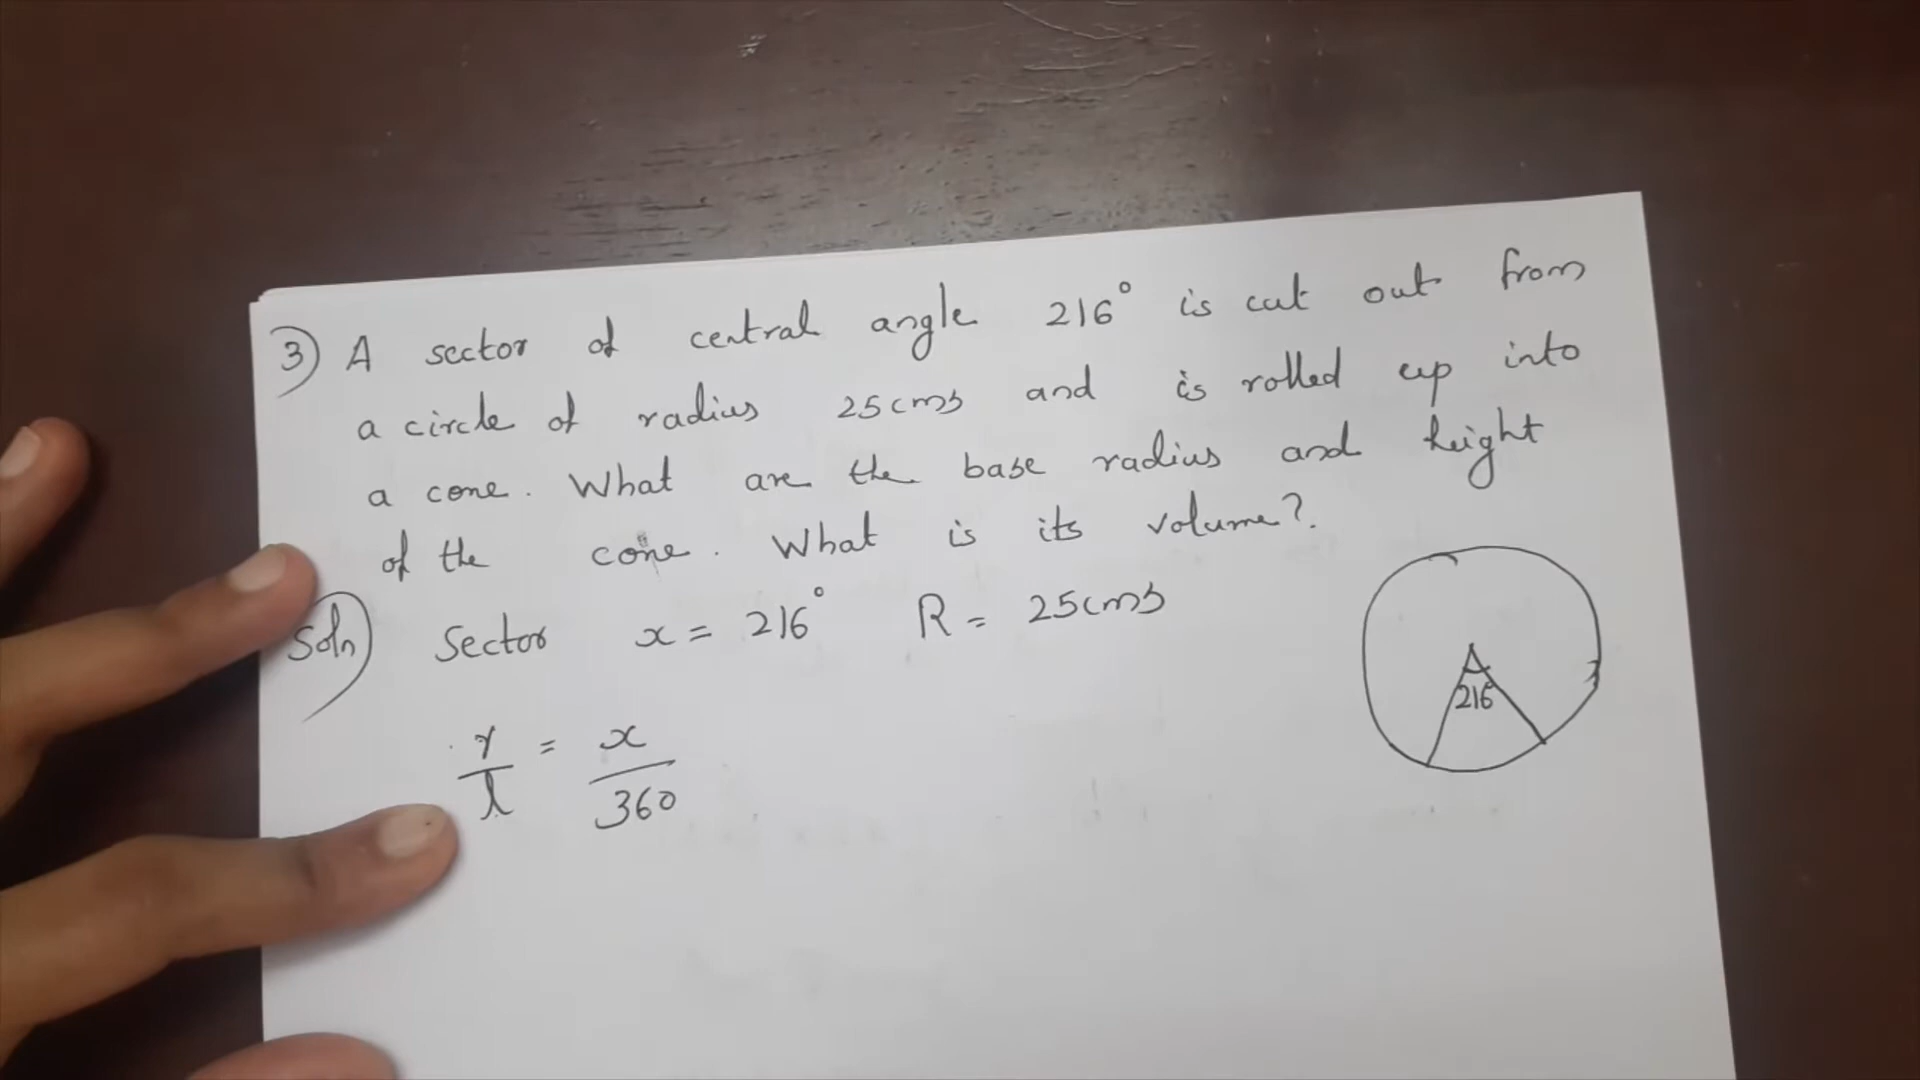 3) A sector of central angle 216° is cut out from
a circle of radius 25cms and is rolled up into
a cone. What are the base radius and height
of the cone. What is its volume?.
Soln) Sector x = 216° R = 25cms
r/l = x/360
216°